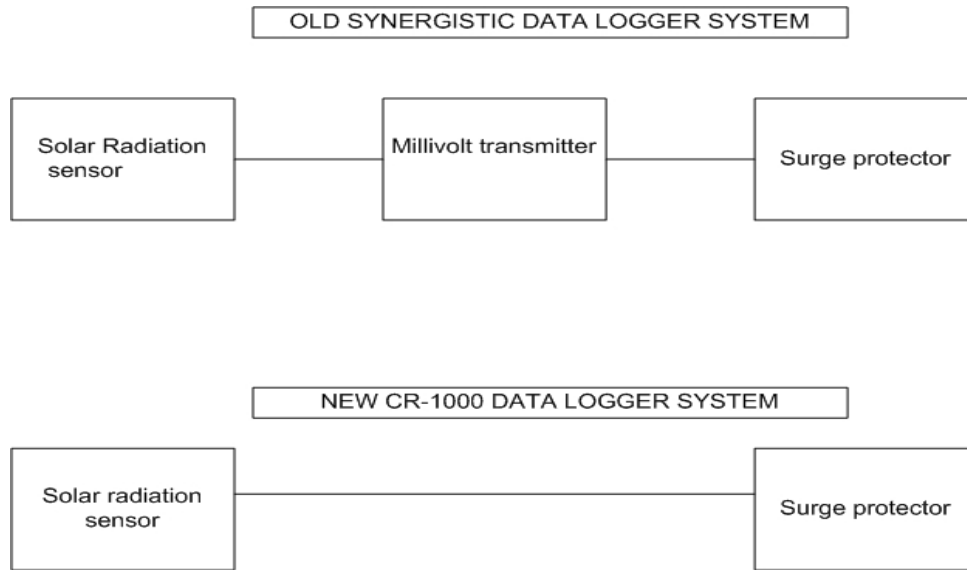 OLD SYNERGISTIC DATA LOGGER SYSTEM
Solar Radiation
sensor
Millivolt transmitter
Surge protector
NEW CR-1000 DATA LOGGER SYSTEM
Solar radiation
sensor
Surge protector